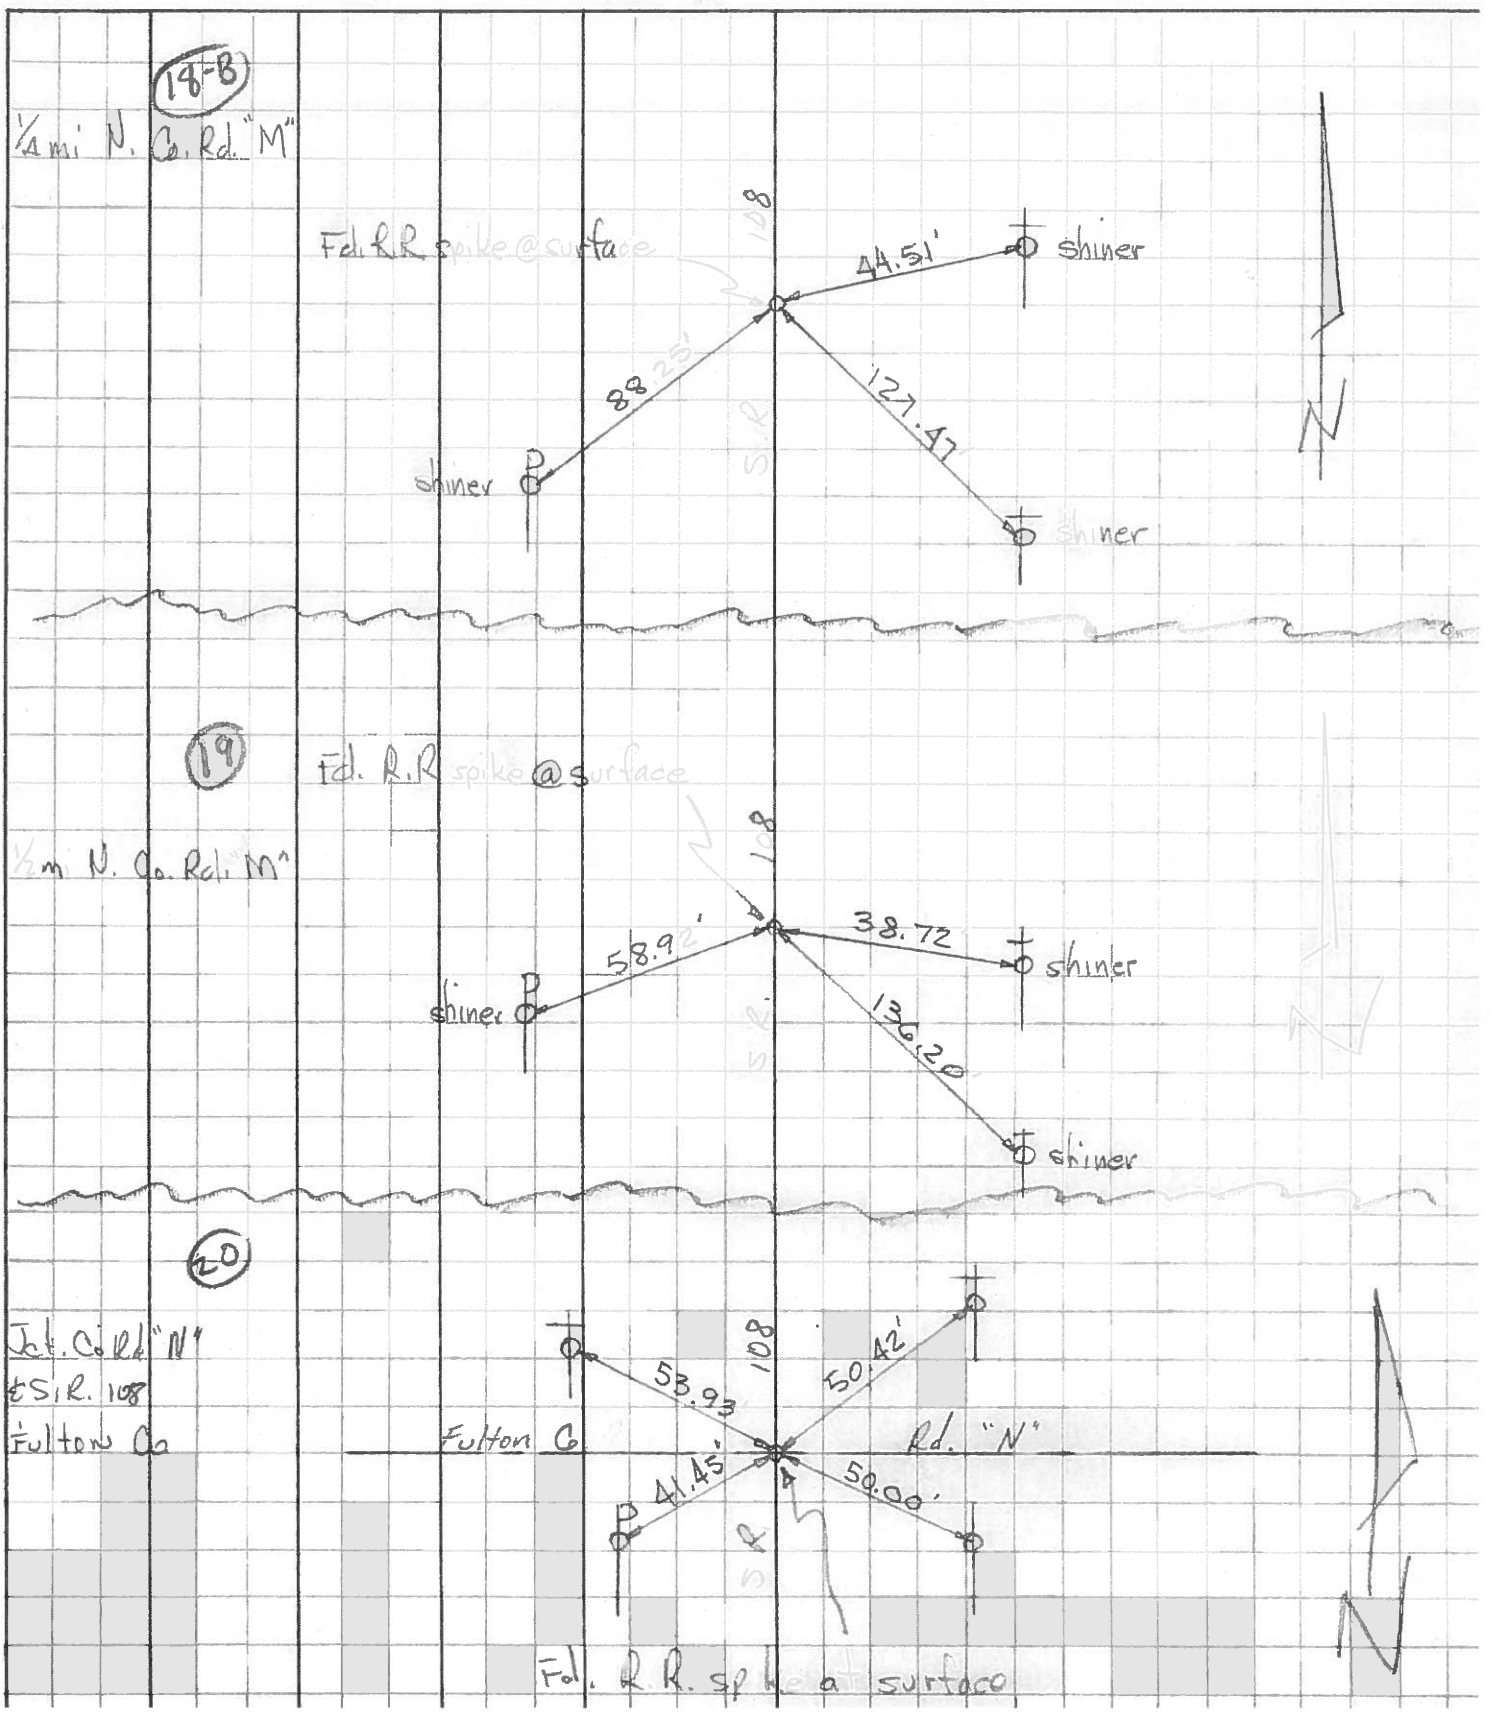 18-B
1/4 mi N. Co. Rd. "M"
Fd. R.R spike @ surface
108
44.51'
shiner
88.25'
127.47
S.R.
shiner
shiner
N
19
Fd. R.R spike @ surface
1/2 m N. Co. Rd. "M"
108
58.92'
38.72
shiner
shiner
136.20
S.R.
shiner
N
20
Jct. Co Rd "N"
& S.R. 108
Fulton Co
108
53.93'
50.42'
Fulton Co Rd. "N"
41.45'
50.00'
P
S.R.
Fd. R.R. spike at surface
N